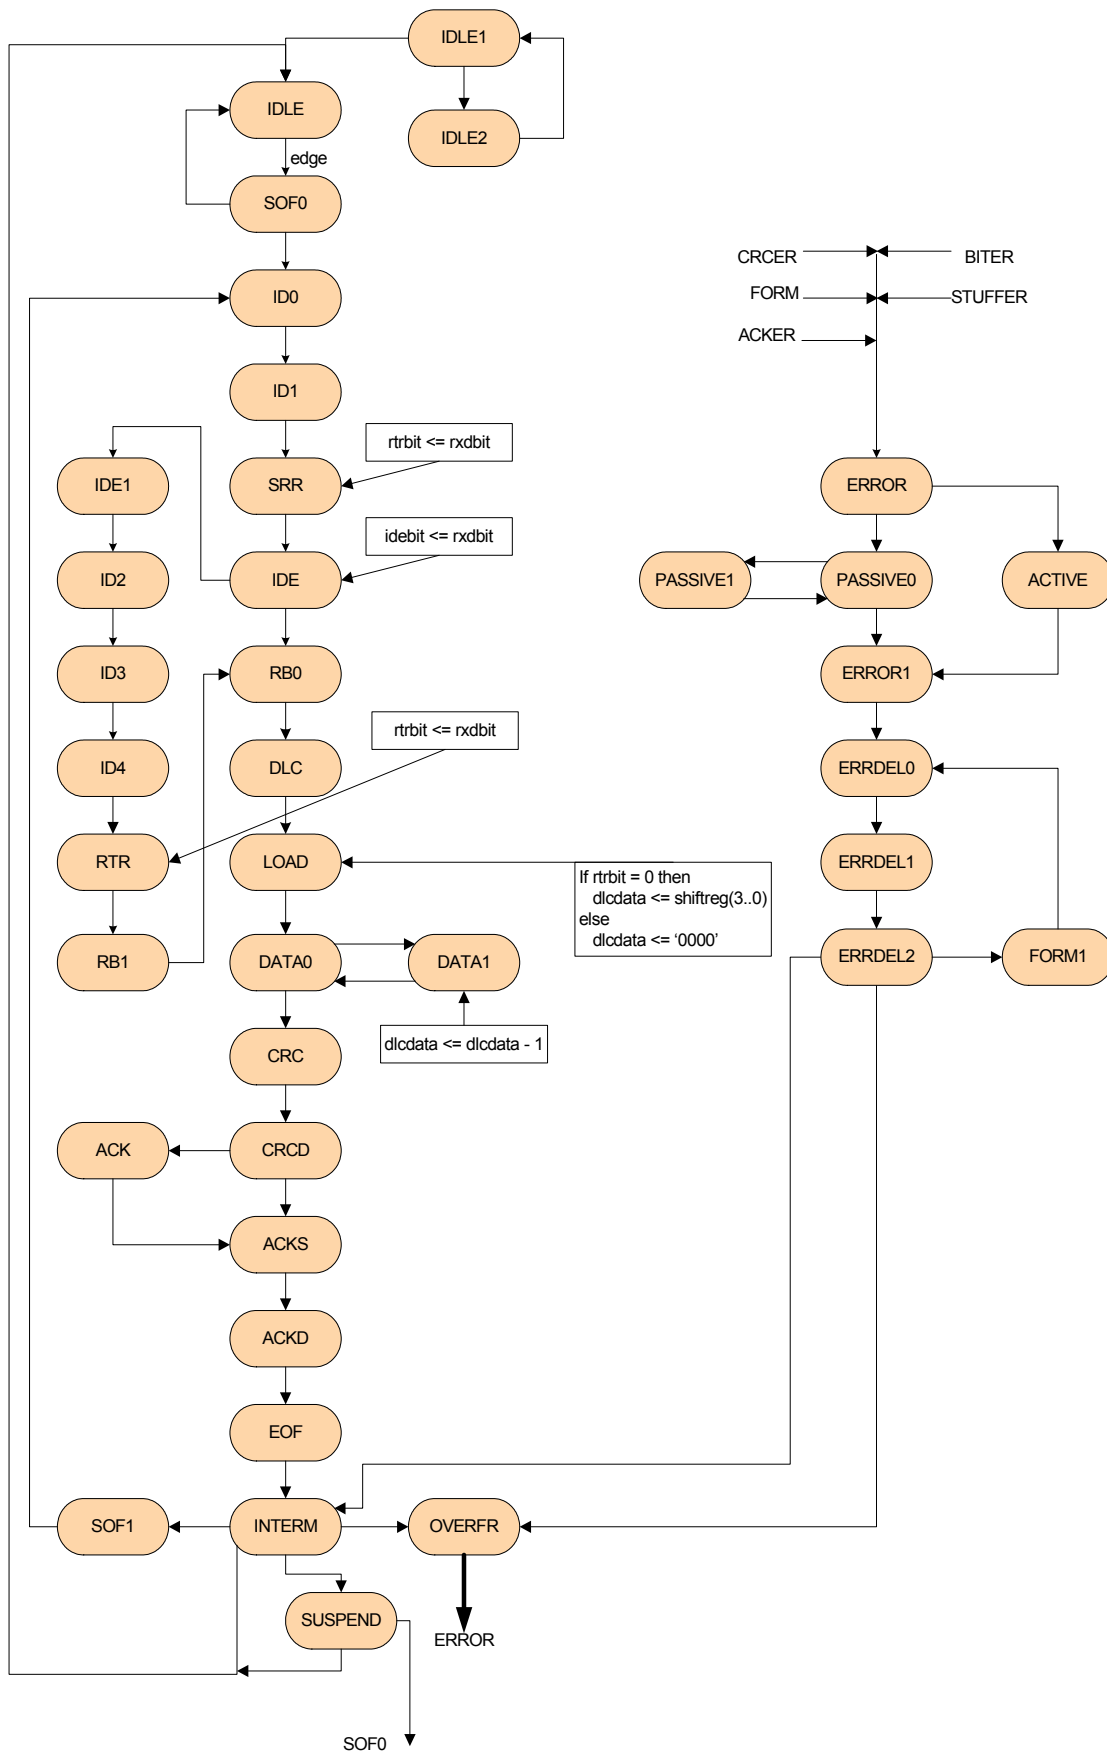 IDLE1
IDLE
IDLE2
edge
SOF0
CRCER
BITER
ID0
FORM
STUFFER
ACKER
ID1
rtrbit <= rxdbit
IDE1
SRR
ERROR
idebit <= rxdbit
ID2
IDE
PASSIVE1
PASSIVE0
ACTIVE
ID3
RB0
ERROR1
rtrbit <= rxdbit
ID4
DLC
ERRDEL0
RTR
LOAD
ERRDEL1
If rtrbit = 0 then
dlcdata <= shiftreg(3..0)
else
dlcdata <= ‘0000’
RB1
DATA0
DATA1
ERRDEL2
FORM1
dlcdata <= dlcdata - 1
CRC
ACK
CRCD
ACKS
ACKD
EOF
SOF1
INTERM
OVERFR
SUSPEND
ERROR
SOF0